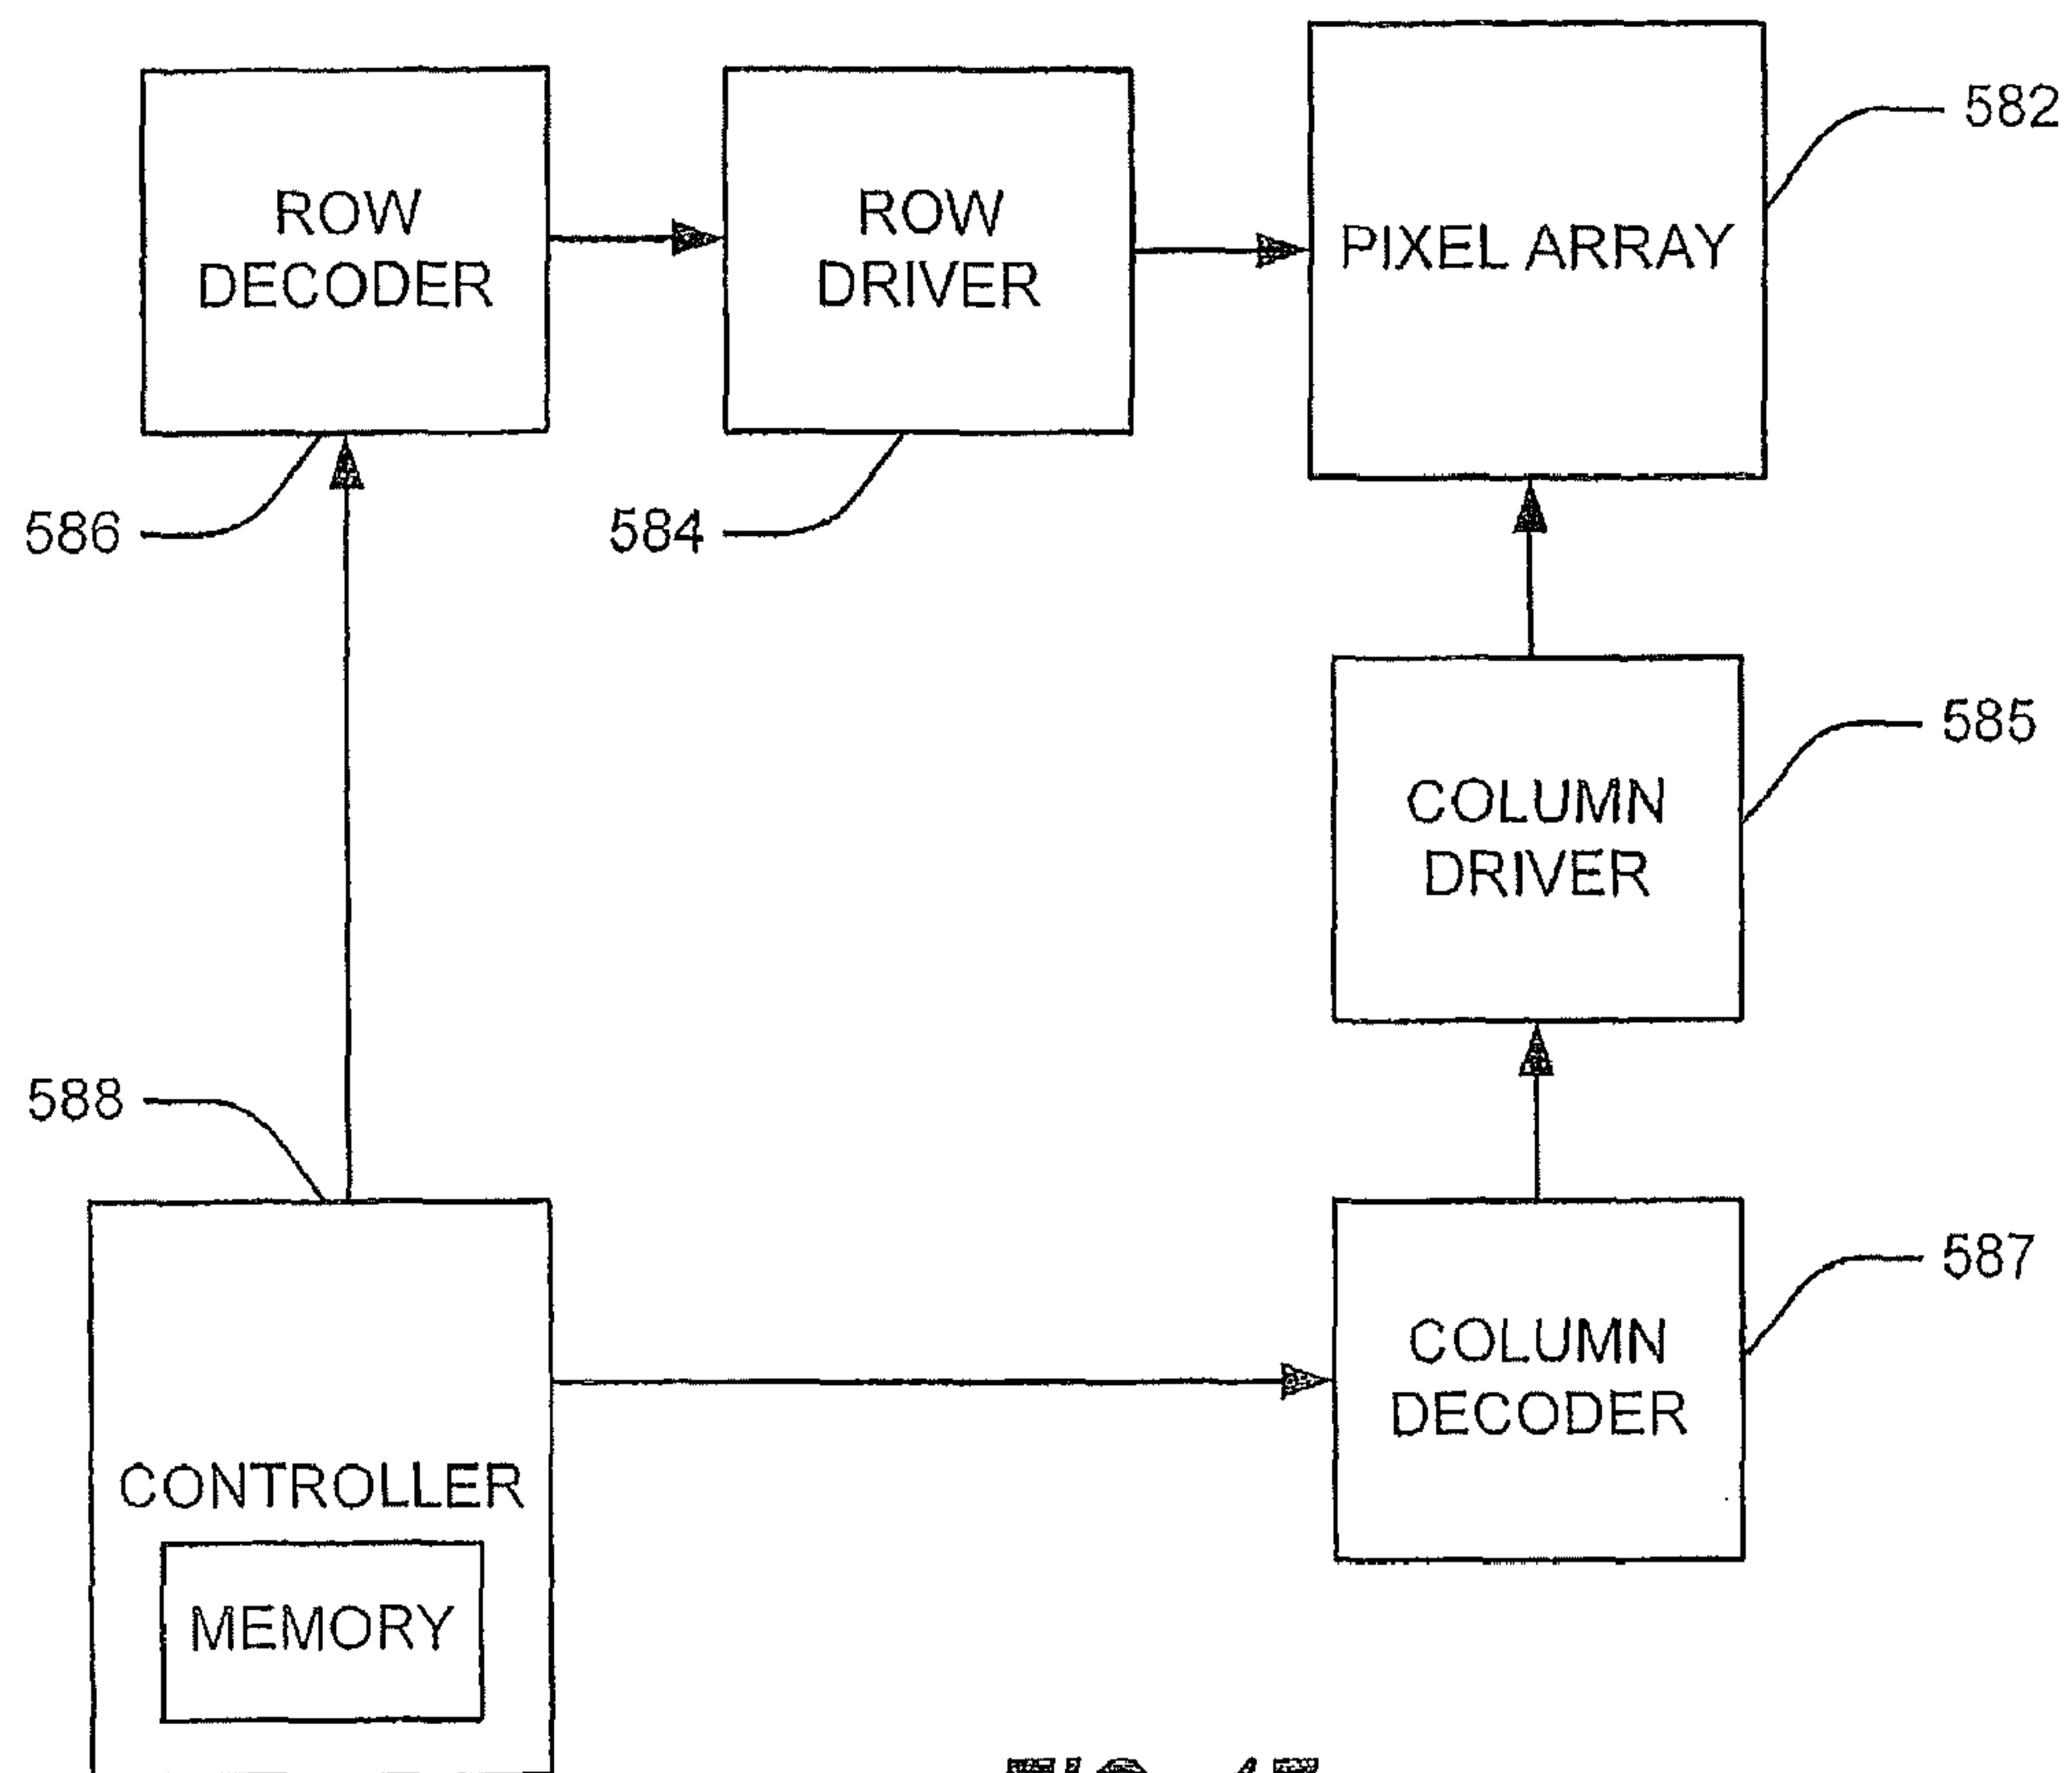 ROW
DECODER
ROW
DRIVER
PIXEL ARRAY
582
586
584
COLUMN
DRIVER
585
588
COLUMN
DECODER
587
CONTROLLER
MEMORY